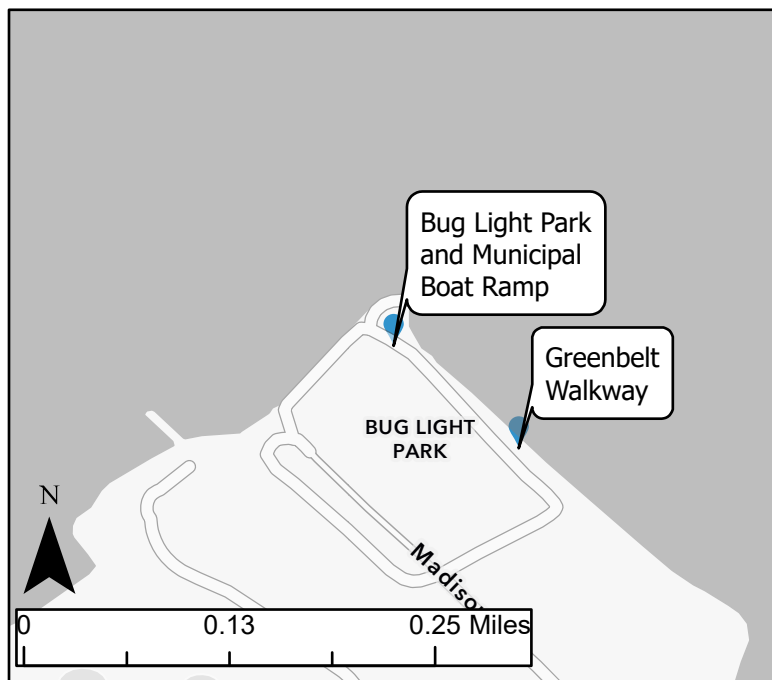 Bug Light Park
and Municipal
Boat Ramp
Greenbelt
Walkway
BUG LIGHT
PARK
N
Madiso
0 0.13 0.25 Miles